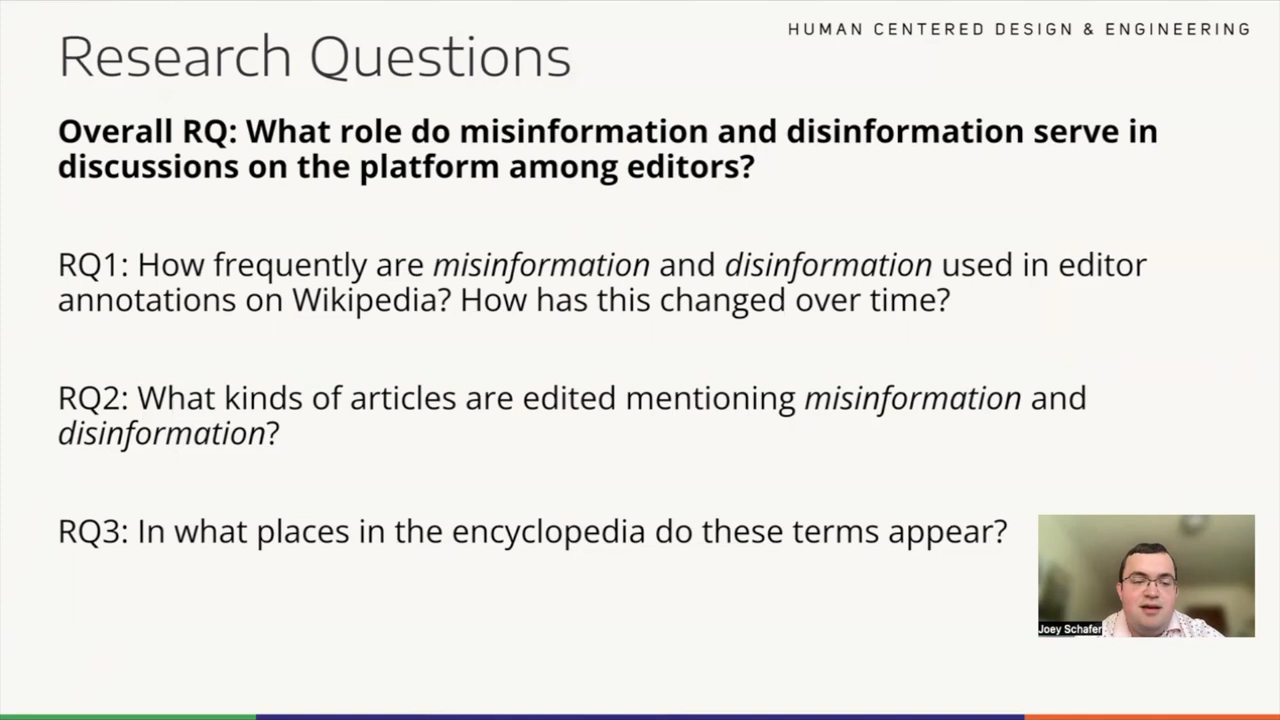 HUMAN CENTERED DESIGN & ENGINEERING
Research Questions
Overall RQ: What role do misinformation and disinformation serve in
discussions on the platform among editors?
RQ1: How frequently are misinformation and disinformation used in editor
annotations on Wikipedia? How has this changed over time?
RQ2: What kinds of articles are edited mentioning misinformation and
disinformation?
RQ3: In what places in the encyclopedia do these terms appear?
Joey Schafer